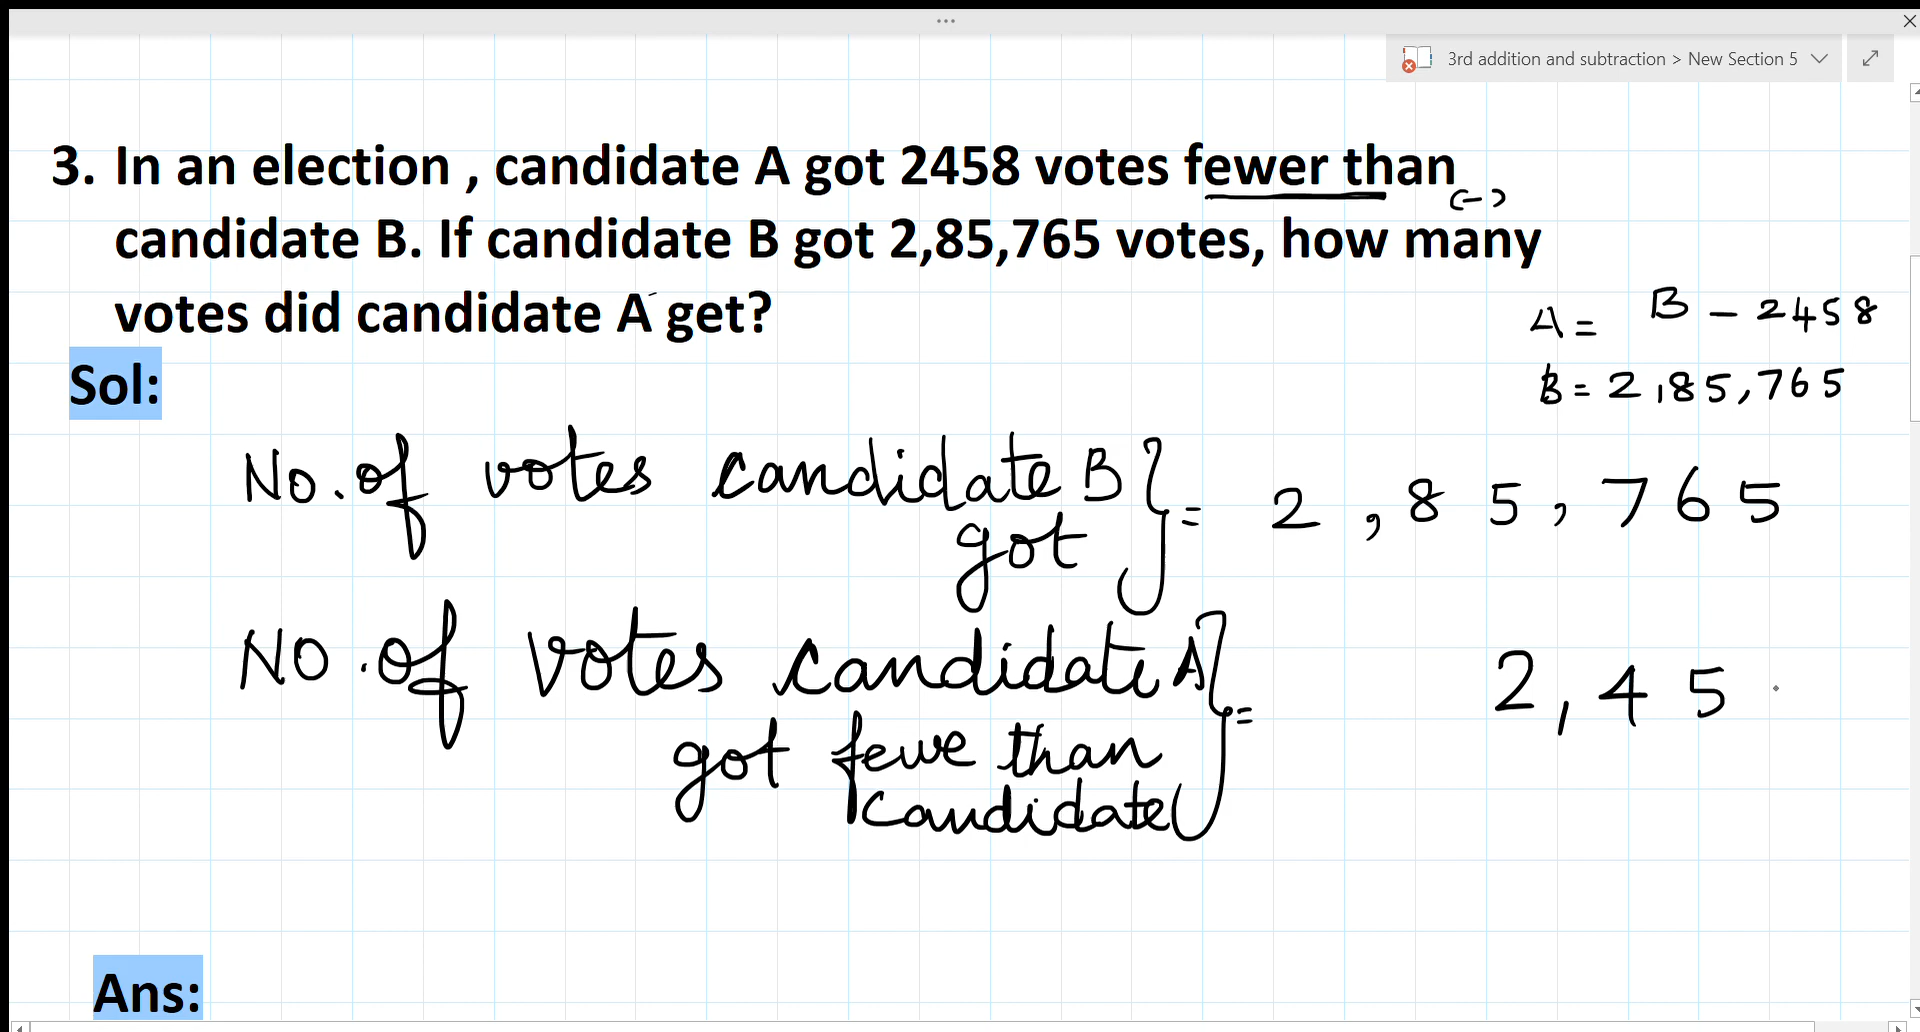 3rd addition and subtraction > New Section 5
3. In an election , candidate A got 2458 votes fewer than
(-)
candidate B. If candidate B got 2,85,765 votes, how many
votes did candidate A get?
A = B - 2458
B = 2,85,765
Sol:
No. of votes candidate B } = 2,85,765
got
NO. of votes candidate A } = 2,45
got fewe than
candidate
Ans: